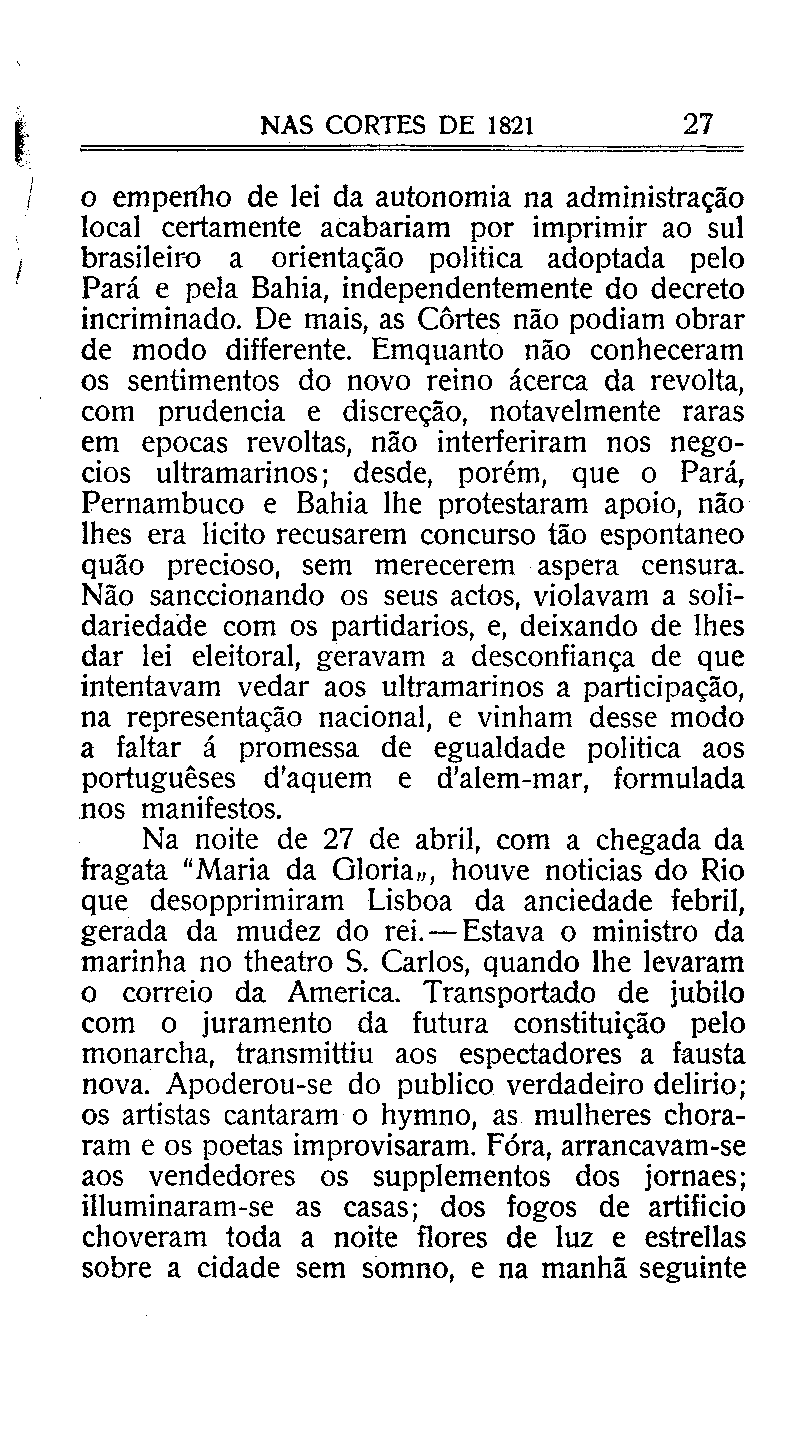 NAS CORTES DE 1821 27
o empenho de lei da autonomia na administração
local certamente acabariam por imprimir ao sul
brasileiro a orientação politica adoptada pelo
Pará e pela Bahia, independentemente do decreto
incriminado. De mais, as Côrtes não podiam obrar
de modo differente. Emquanto não conheceram
os sentimentos do novo reino ácerca da revolta,
com prudencia e discreção, notavelmente raras
em epocas revoltas, não interferiram nos nego-
cios ultramarinos; desde, porém, que o Pará,
Pernambuco e Bahia lhe protestaram apoio, não
lhes era licito recusarem concurso tão espontaneo
quão precioso, sem merecerem aspera censura.
Não sanccionando os seus actos, violavam a soli-
dariedade com os partidarios, e, deixando de lhes
dar lei eleitoral, geravam a desconfiança de que
intentavam vedar aos ultramarinos a participação,
na representação nacional, e vinham desse modo
a faltar á promessa de egualdade politica aos
portuguêses d'aquem e d'alem-mar, formulada
nos manifestos.
Na noite de 27 de abril, com a chegada da
fragata "Maria da Gloria„, houve noticias do Rio
que desopprimiram Lisboa da anciedade febril,
gerada da mudez do rei.—Estava o ministro da
marinha no theatro S. Carlos, quando lhe levaram
o correio da America. Transportado de jubilo
com o juramento da futura constituição pelo
monarcha, transmittiu aos espectadores a fausta
nova. Apoderou-se do publico verdadeiro delirio;
os artistas cantaram o hymno, as mulheres chora-
ram e os poetas improvisaram. Fóra, arrancavam-se
aos vendedores os supplementos dos jornaes;
illuminaram-se as casas; dos fogos de artificio
choveram toda a noite flores de luz e estrellas
sobre a cidade sem somno, e na manhã seguinte